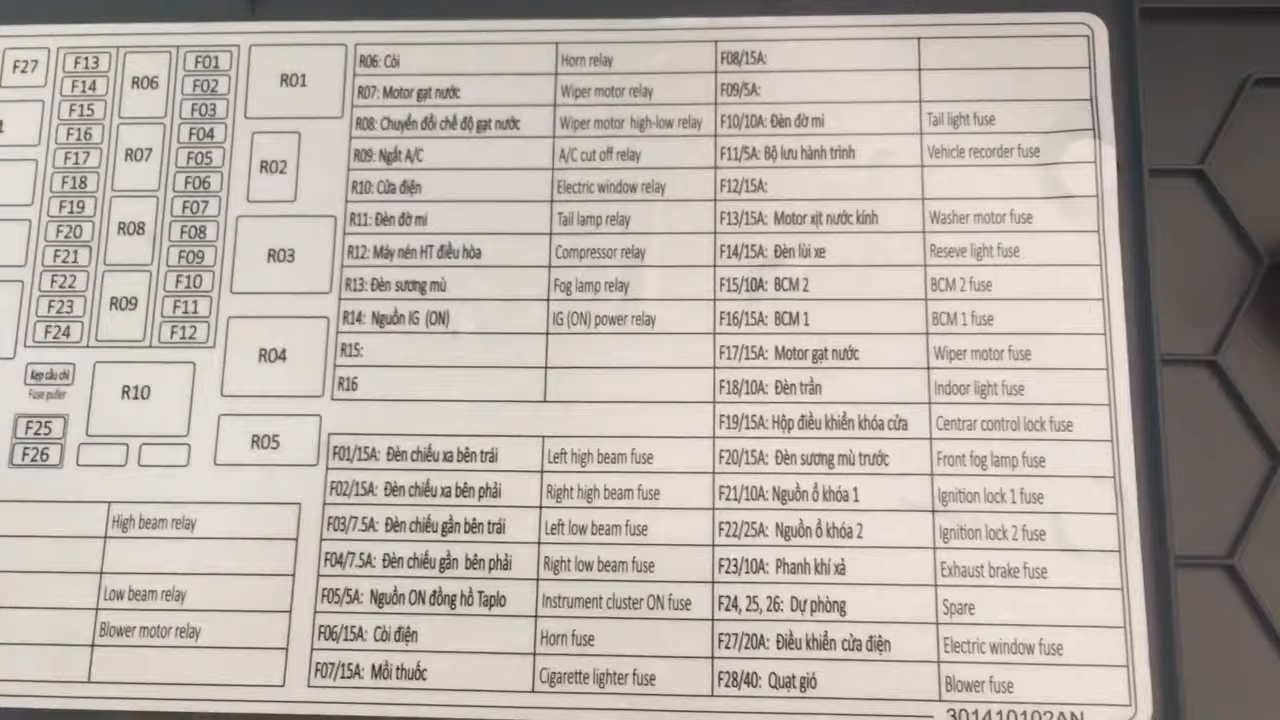 F27
F13
F14
F15
F16
F17
F18
F19
F20
F21
F22
F23
F24
R06
R07
R08
R09
F01
F02
F03
F04
F05
F06
F07
F08
F09
F10
F11
F12
R01
R02
R03
R04
R05
Kẹp cầu chì
Fuse puller
R10
F25
F26
High beam relay
Low beam relay
Blower motor relay
R06: Còi Horn relay
R07: Motor gạt nước Wiper motor relay
R08: Chuyển đổi chế độ gạt nước Wiper motor high-low relay
R09: Ngắt A/C A/C cut off relay
R10: Cửa điện Electric window relay
R11: Đèn đờ mi Tail lamp relay
R12: Máy nén HT điều hòa Compressor relay
R13: Đèn sương mù Fog lamp relay
R14: Nguồn IG (ON) IG (ON) power relay
R15:
R16
F01/15A: Đèn chiếu xa bên trái Left high beam fuse
F02/15A: Đèn chiếu xa bên phải Right high beam fuse
F03/7.5A: Đèn chiếu gần bên trái Left low beam fuse
F04/7.5A: Đèn chiếu gần bên phải Right low beam fuse
F05/5A: Nguồn ON đồng hồ Taplo Instrument cluster ON fuse
F06/15A: Còi điện Horn fuse
F07/15A: Mồi thuốc Cigarette lighter fuse
F08/15A:
F09/5A:
F10/10A: Đèn đờ mi Tail light fuse
F11/5A: Bộ lưu hành trình Vehicle recorder fuse
F12/15A:
F13/15A: Motor xịt nước kính Washer motor fuse
F14/15A: Đèn lùi xe Reseve light fuse
F15/10A: BCM 2 BCM 2 fuse
F16/15A: BCM 1 BCM 1 fuse
F17/15A: Motor gạt nước Wiper motor fuse
F18/10A: Đèn trần Indoor light fuse
F19/15A: Hộp điều khiển khóa cửa Centrar control lock fuse
F20/15A: Đèn sương mù trước Front fog lamp fuse
F21/10A: Nguồn ổ khóa 1 Ignition lock 1 fuse
F22/25A: Nguồn ổ khóa 2 Ignition lock 2 fuse
F23/10A: Phanh khí xả Exhaust brake fuse
F24, 25, 26: Dự phòng Spare
F27/20A: Điều khiển cửa điện Electric window fuse
F28/40: Quạt gió Blower fuse
301410102AN